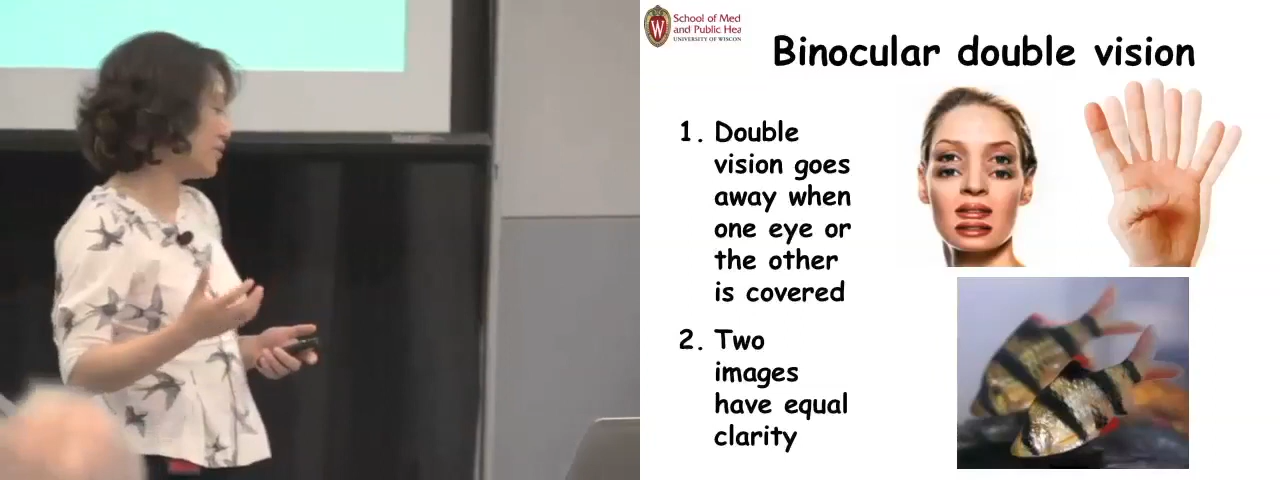 School of Med
and Public Hea
UNIVERSITY OF WISCON
Binocular double vision
1. Double
vision goes
away when
one eye or
the other
is covered
2. Two
images
have equal
clarity